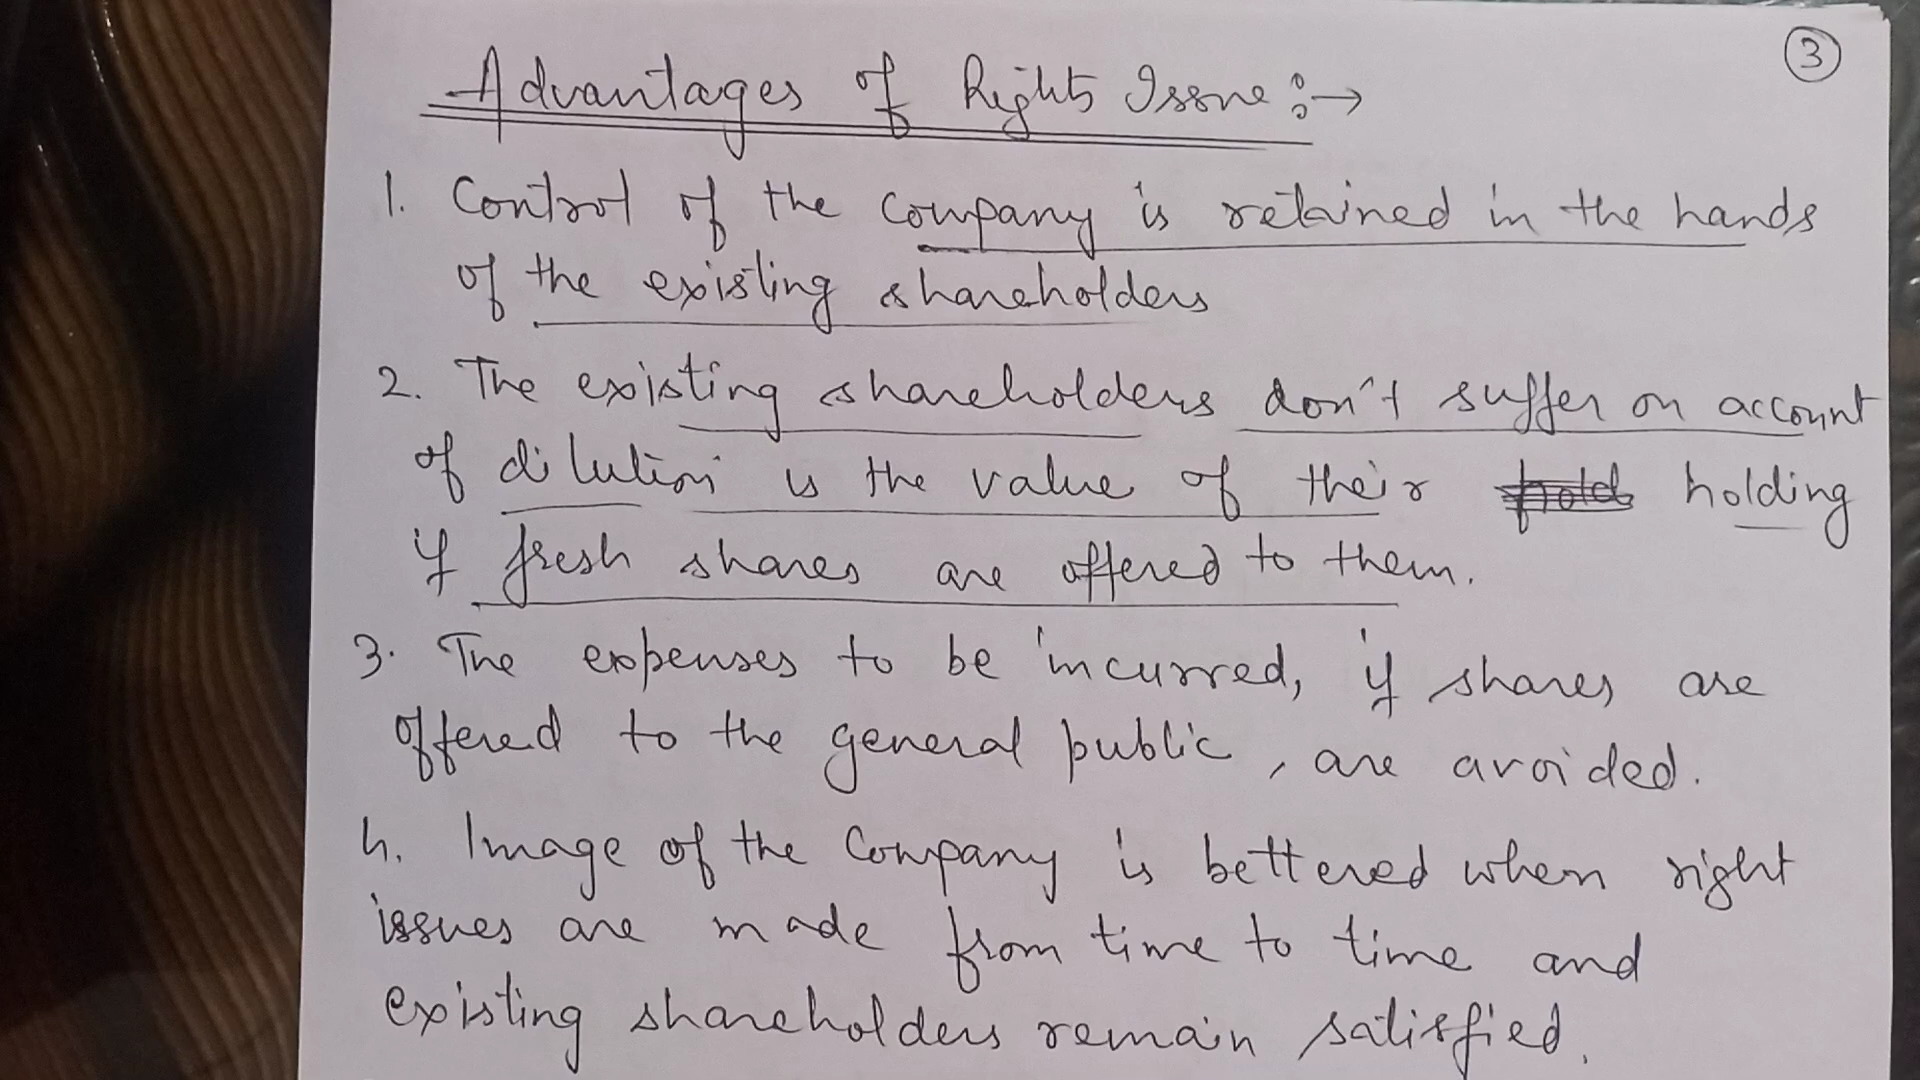 3
Advantages of Rights Issue :→
1. Control of the Company is retained in the hands
of the existing shareholders
2. The existing shareholders don't suffer on account
of dilution is the value of their hold holding
if fresh shares are offered to them.
3. The expenses to be incurred, if shares are
offered to the general public, are avoided.
4. Image of the Company is bettered when right
issues are made from time to time and
existing shareholders remain satisfied.